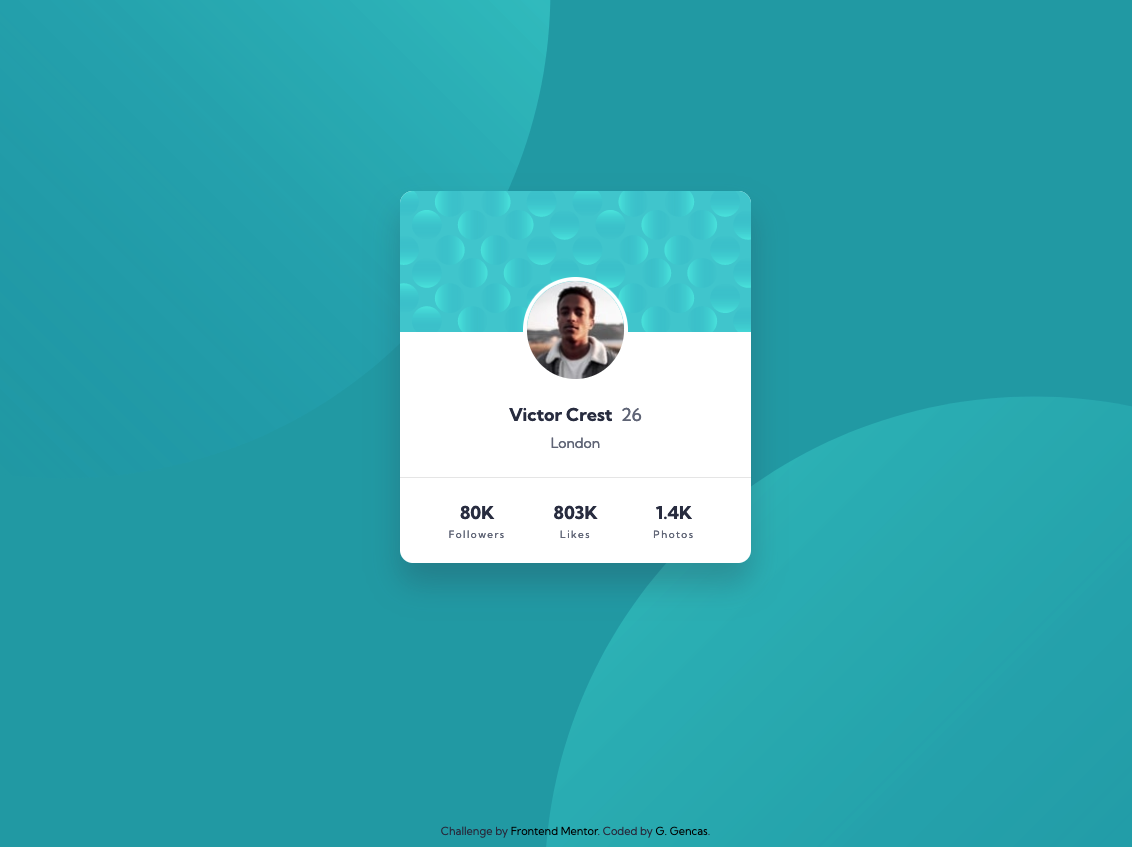 Victor Crest 26
London
80K 803K 1.4K
Followers Likes Photos
Challenge by Frontend Mentor. Coded by G. Gencas.